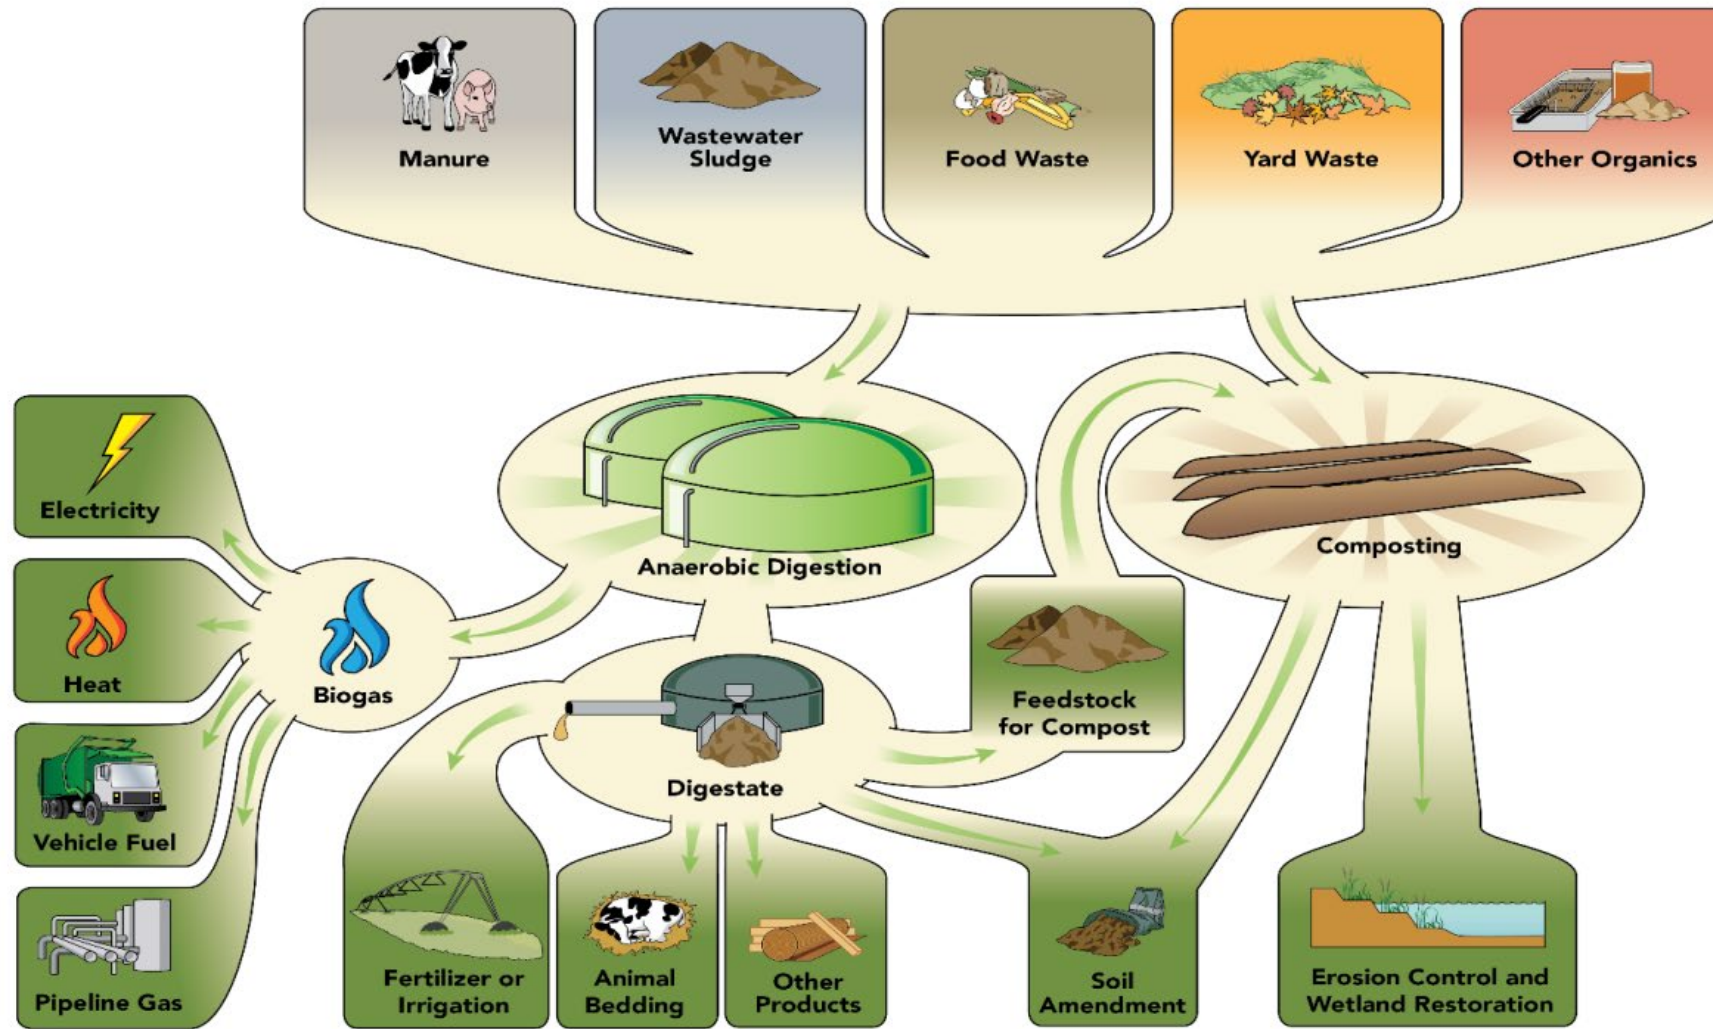 Manure
Wastewater
Sludge
Food Waste
Yard Waste
Other Organics
Electricity
Heat
Vehicle Fuel
Pipeline Gas
Biogas
Anaerobic Digestion
Composting
Digestate
Feedstock
for Compost
Fertilizer or
Irrigation
Animal
Bedding
Other
Products
Soil
Amendment
Erosion Control and
Wetland Restoration